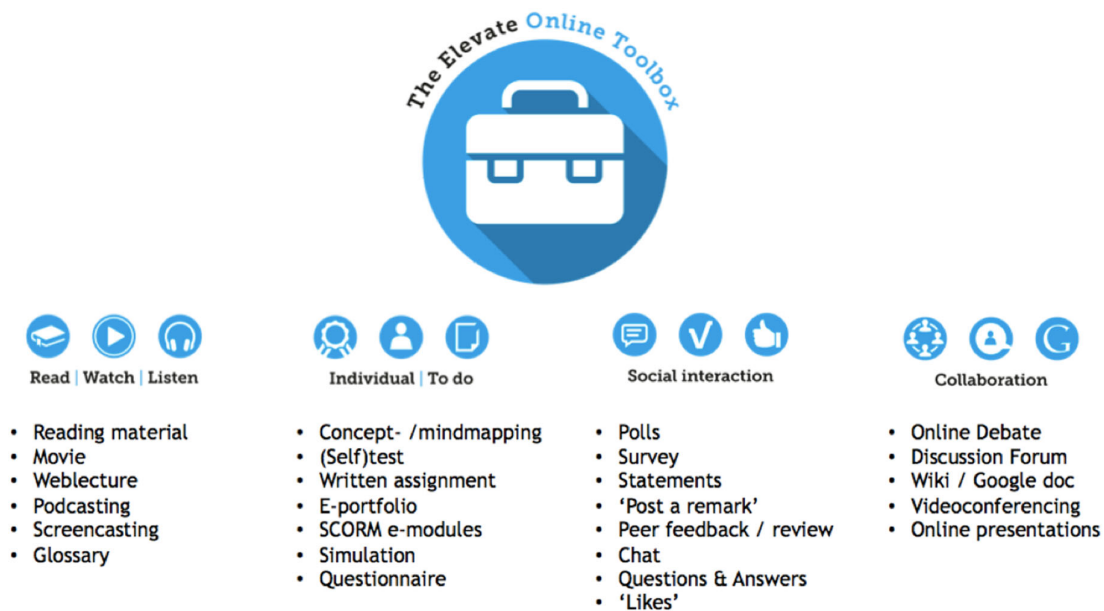 The Elevate Online Toolbox
Read | Watch | Listen
• Reading material
• Movie
• Weblecture
• Podcasting
• Screencasting
• Glossary
Individual | To do
• Concept- /mindmapping
• (Self)test
• Written assignment
• E-portfolio
• SCORM e-modules
• Simulation
• Questionnaire
Social interaction
• Polls
• Survey
• Statements
• ‘Post a remark’
• Peer feedback / review
• Chat
• Questions & Answers
• ‘Likes’
G
Collaboration
• Online Debate
• Discussion Forum
• Wiki / Google doc
• Videoconferencing
• Online presentations